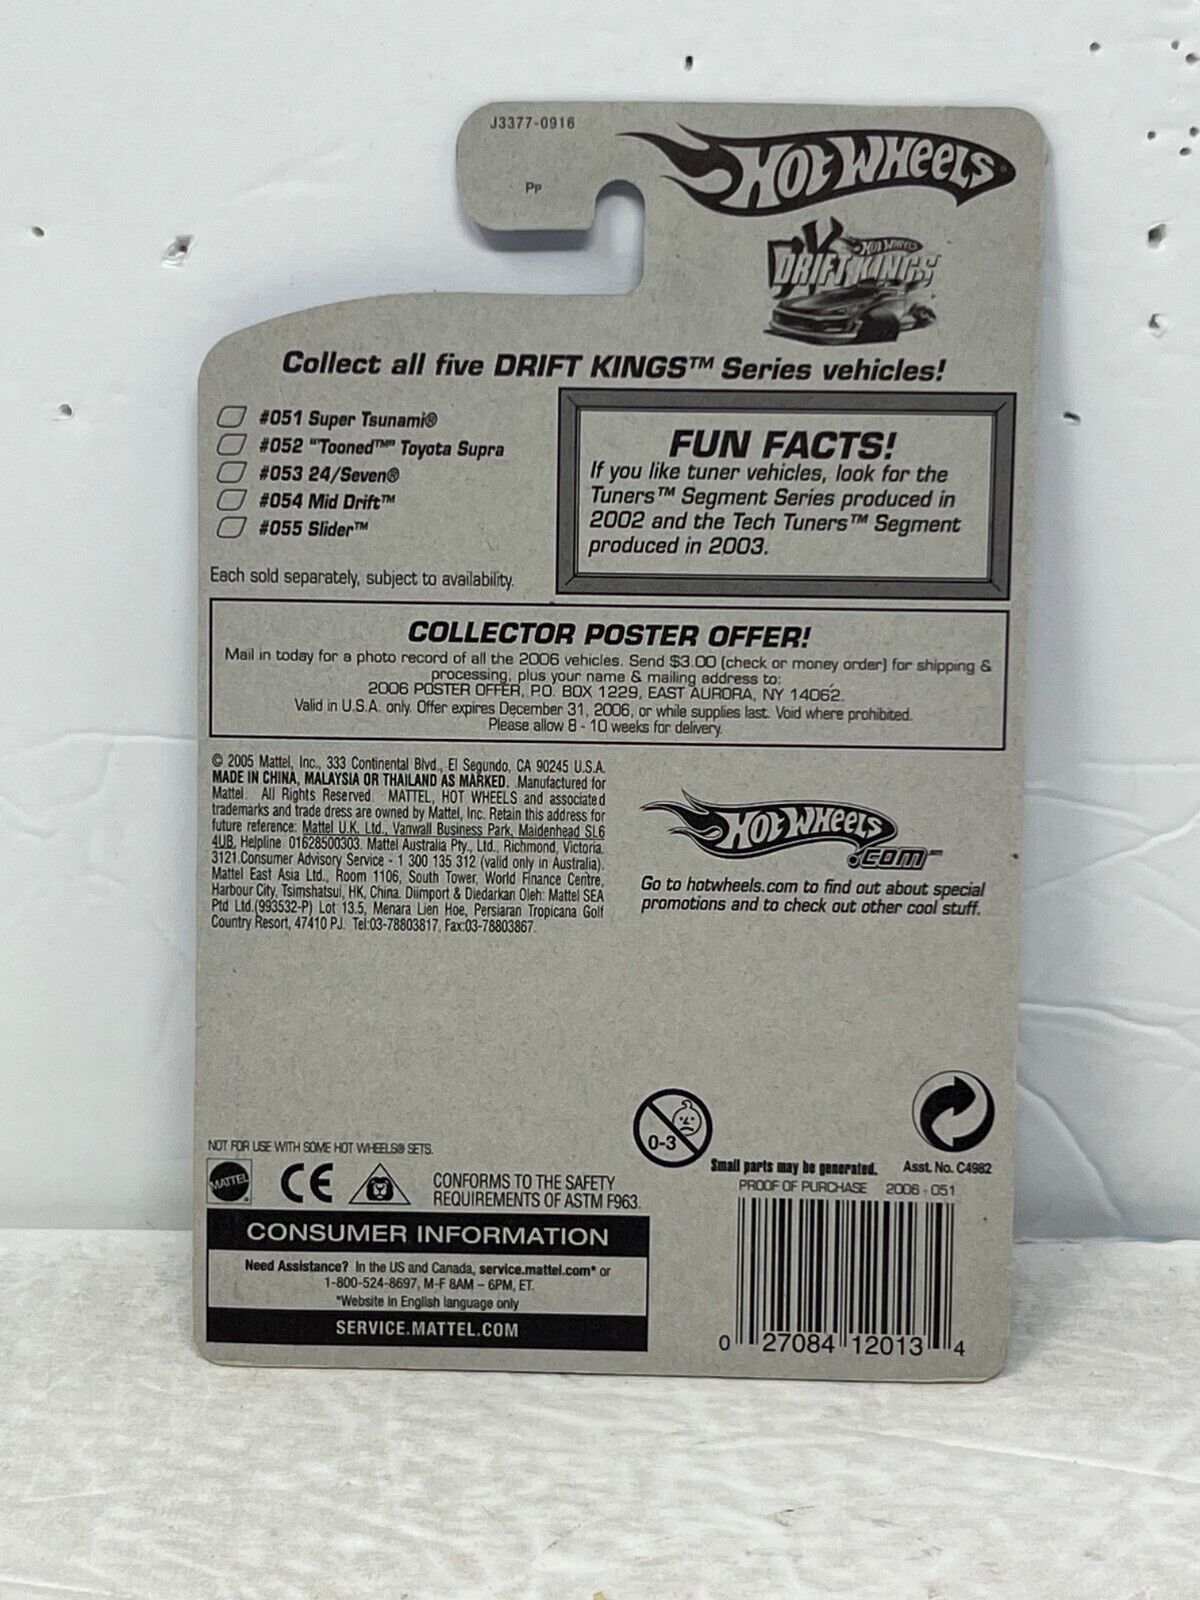 J3377-0916
HOT WHEELS
PP
HOT WHEELS
DRIFT KINGS
Collect all five DRIFT KINGS™ Series vehicles!
#051 Super Tsunami®
#052 "Tooned™" Toyota Supra
#053 24/Seven®
#054 Mid Drift™
#055 Slider™
Each sold separately, subject to availability.
FUN FACTS!
If you like tuner vehicles, look for the
Tuners™ Segment Series produced in
2002 and the Tech Tuners™ Segment
produced in 2003.
COLLECTOR POSTER OFFER!
Mail in today for a photo record of all the 2006 vehicles. Send $3.00 (check or money order) for shipping &
processing, plus your name & mailing address to:
2006 POSTER OFFER, P.O. BOX 1229, EAST AURORA, NY 14062.
Valid in U.S.A. only. Offer expires December 31, 2006, or while supplies last. Void where prohibited.
Please allow 8 - 10 weeks for delivery.
© 2005 Mattel, Inc., 333 Continental Blvd., El Segundo, CA 90245 U.S.A.
MADE IN CHINA, MALAYSIA OR THAILAND AS MARKED. Manufactured for
Mattel. All Rights Reserved. MATTEL, HOT WHEELS and associated
trademarks and trade dress are owned by Mattel, Inc. Retain this address for
future reference: Mattel U.K. Ltd., Vanwall Business Park, Maidenhead SL6
4UB. Helpline 01628500303. Mattel Australia Pty., Ltd., Richmond, Victoria.
3121.Consumer Advisory Service - 1 300 135 312 (valid only in Australia).
Mattel East Asia Ltd., Room 1106, South Tower, World Finance Centre,
Harbour City, Tsimshatsui, HK, China. Diimport & Diedarkan Oleh: Mattel SEA
Ptd Ltd.(993532-P) Lot 13.5, Menara Lien Hoe, Persiaran Tropicana Golf
Country Resort, 47410 PJ. Tel:03-78803817, Fax:03-78803867.
HOT WHEELS
.com™
Go to hotwheels.com to find out about special
promotions and to check out other cool stuff.
NOT FOR USE WITH SOME HOT WHEELS® SETS.
MATTEL
CE
CONFORMS TO THE SAFETY
REQUIREMENTS OF ASTM F963.
0-3
Small parts may be generated.
Asst. No. C4982
PROOF OF PURCHASE 2006 - 051
0 27084 12013 4
CONSUMER INFORMATION
Need Assistance? In the US and Canada, service.mattel.com* or
1-800-524-8697, M-F 8AM – 6PM, ET.
*Website in English language only
SERVICE.MATTEL.COM